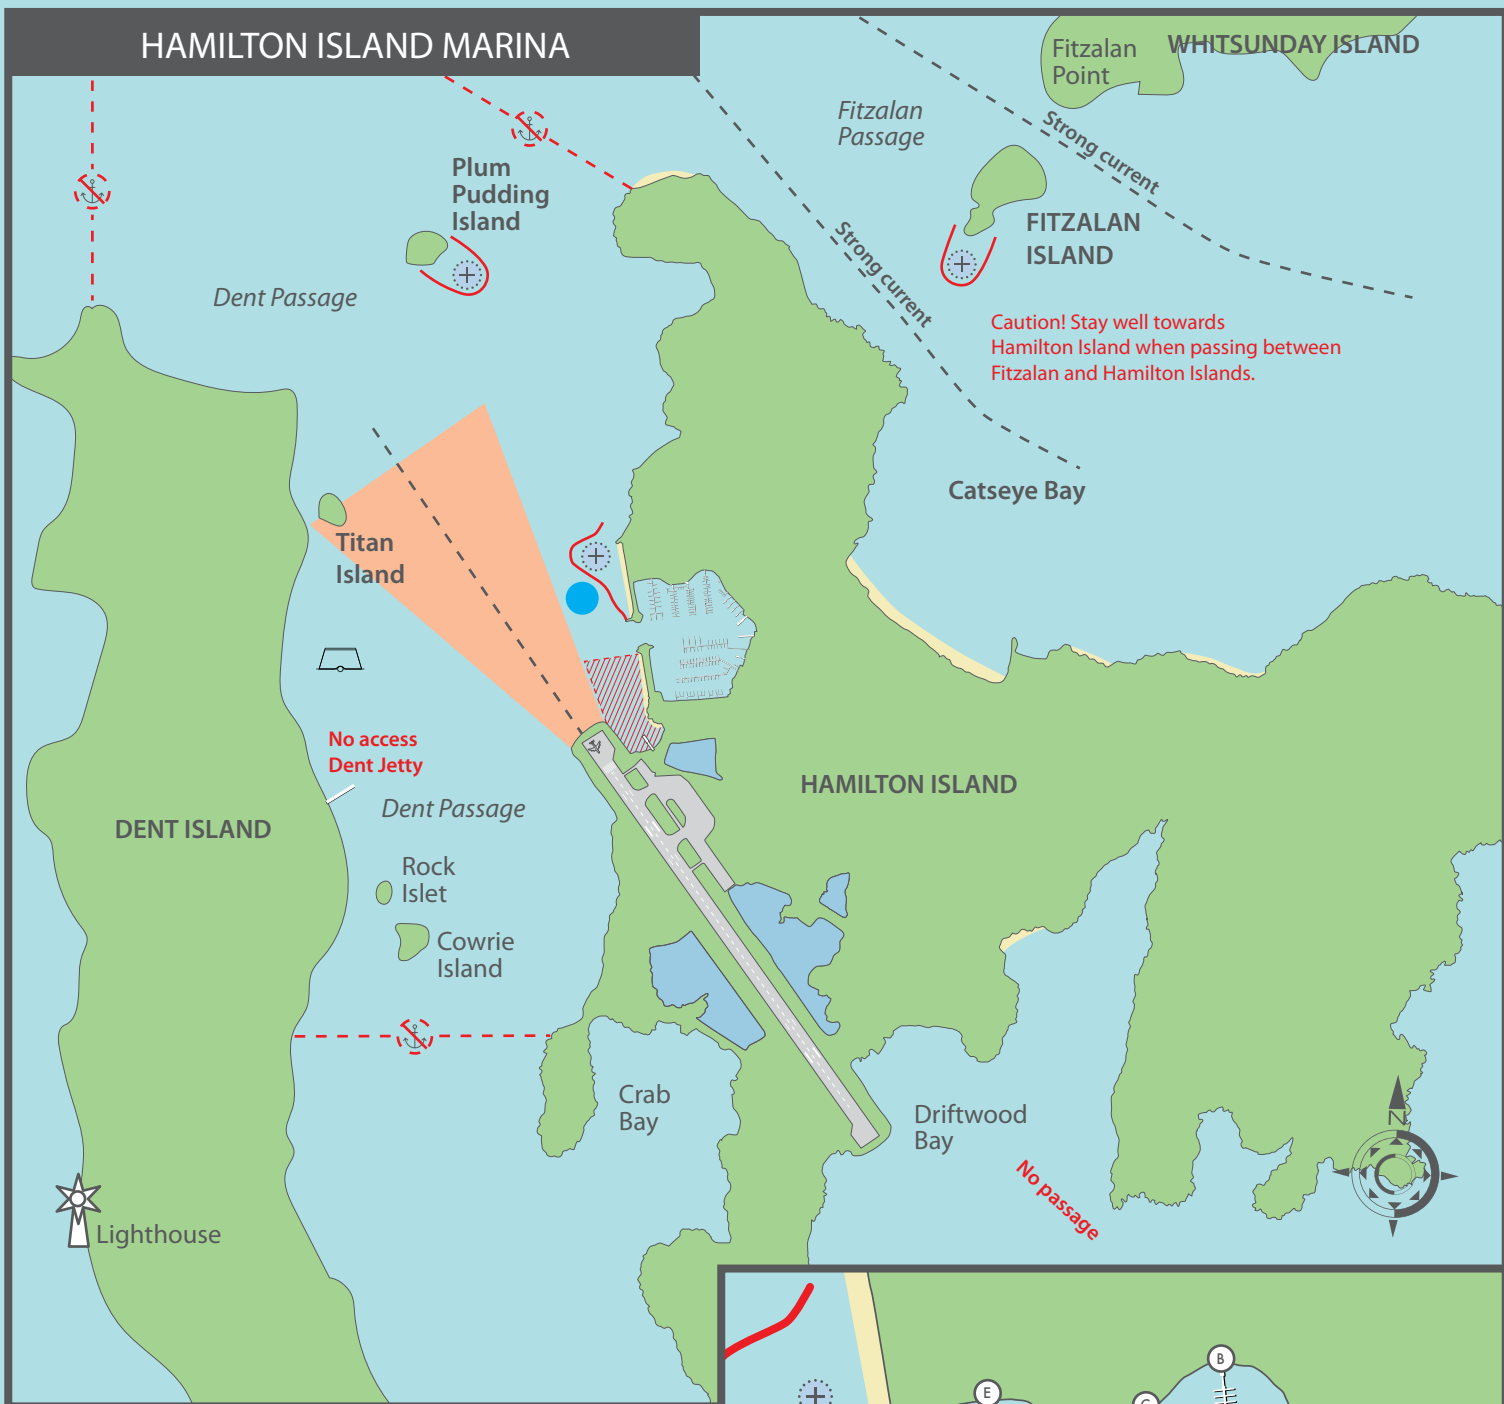 HAMILTON ISLAND MARINA
WHITSUNDAY ISLAND
Fitzalan
Point
Fitzalan
Passage
Strong current
Plum
Pudding
Island
FITZALAN
ISLAND
Strong current
Dent Passage
Caution! Stay well towards
Hamilton Island when passing between
Fitzalan and Hamilton Islands.
Catseye Bay
Titan
Island
No access
Dent Jetty
HAMILTON ISLAND
Dent Passage
DENT ISLAND
Rock
Islet
Cowrie
Island
Crab
Bay
Driftwood
Bay
N
No passage
Lighthouse
B
E